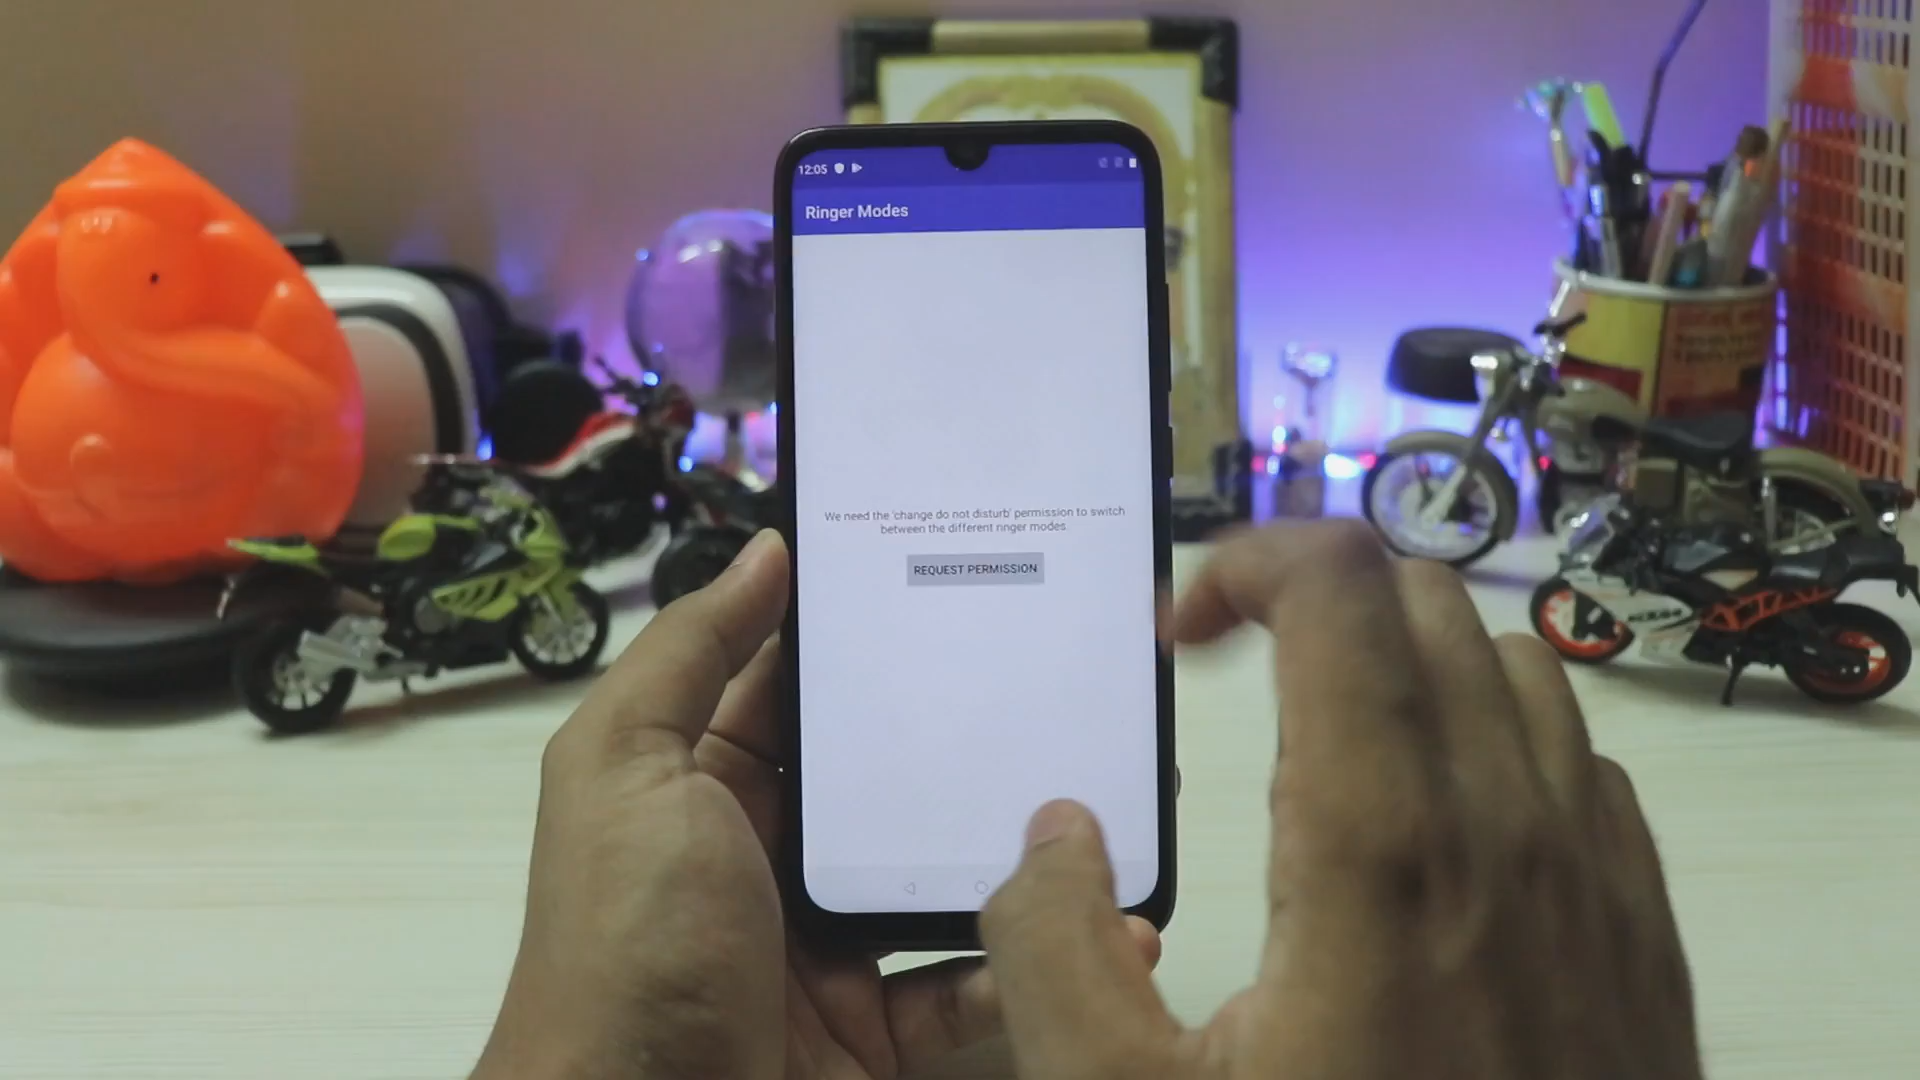 12:05
Ringer Modes
We need the 'change do not disturb' permission to switch
between the different ringer modes.
REQUEST PERMISSION